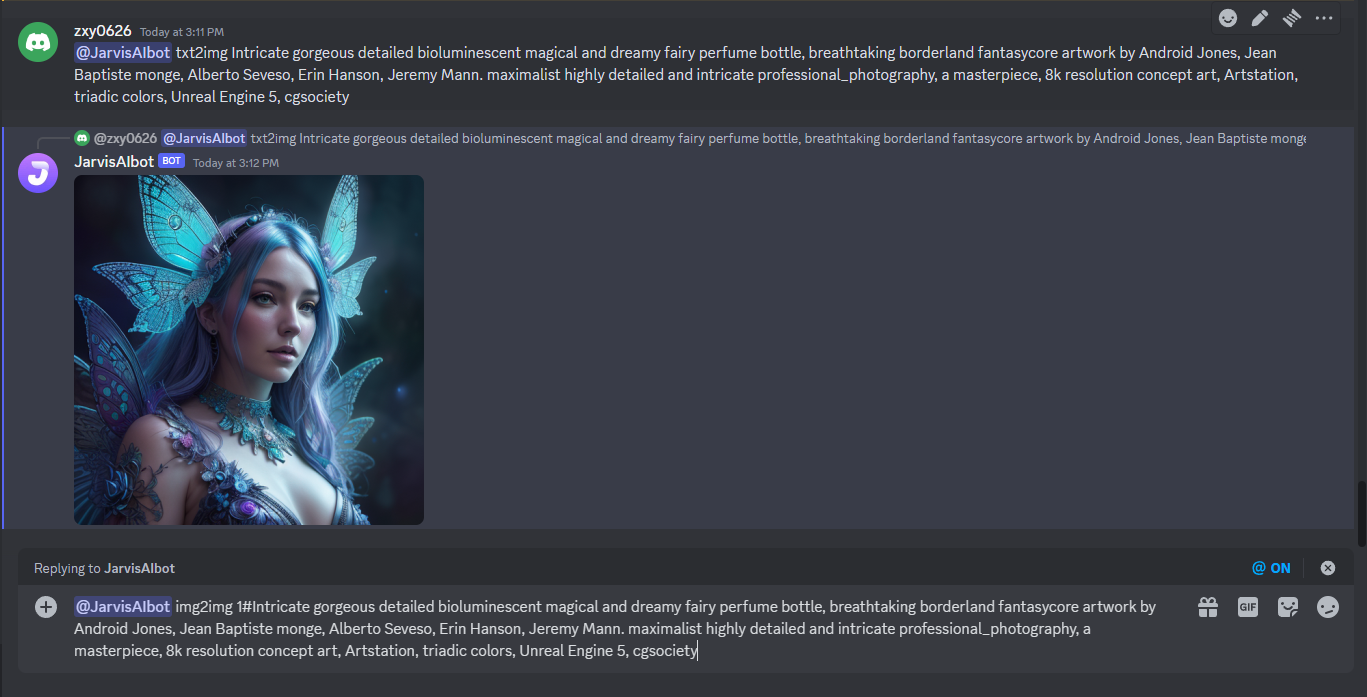 zxy0626 Today at 3:11 PM
@JarvisAIbot txt2img Intricate gorgeous detailed bioluminescent magical and dreamy fairy perfume bottle, breathtaking borderland fantasycore artwork by Android Jones, Jean
Baptiste monge, Alberto Seveso, Erin Hanson, Jeremy Mann. maximalist highly detailed and intricate professional_photography, a masterpiece, 8k resolution concept art, Artstation,
triadic colors, Unreal Engine 5, cgsociety
@zxy0626 @JarvisAIbot txt2img Intricate gorgeous detailed bioluminescent magical and dreamy fairy perfume bottle, breathtaking borderland fantasycore artwork by Android Jones, Jean Baptiste monge
JarvisAIbot BOT Today at 3:12 PM
Replying to JarvisAIbot @ ON
@JarvisAIbot img2img 1#Intricate gorgeous detailed bioluminescent magical and dreamy fairy perfume bottle, breathtaking borderland fantasycore artwork by
Android Jones, Jean Baptiste monge, Alberto Seveso, Erin Hanson, Jeremy Mann. maximalist highly detailed and intricate professional_photography, a
masterpiece, 8k resolution concept art, Artstation, triadic colors, Unreal Engine 5, cgsociety
GIF